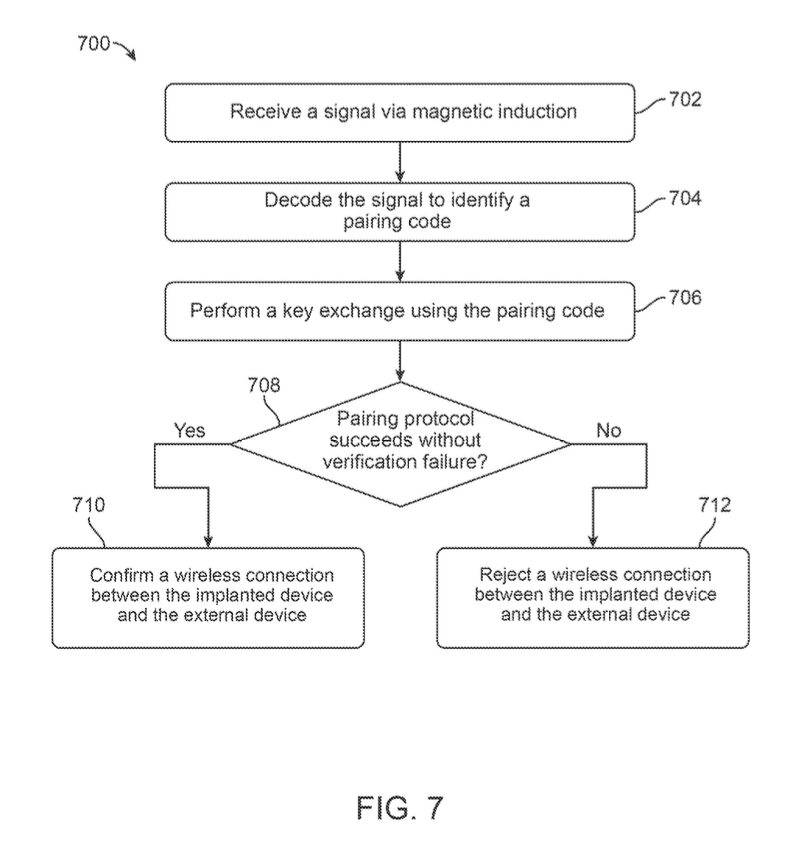 700
Receive a signal via magnetic induction
702
Decode the signal to identify a
pairing code
704
Perform a key exchange using the pairing code
706
708
Pairing protocol
succeeds without
verification failure?
Yes
No
710
Confirm a wireless connection
between the implanted device
and the external device
712
Reject a wireless connection
between the implanted device
and the external device
FIG. 7